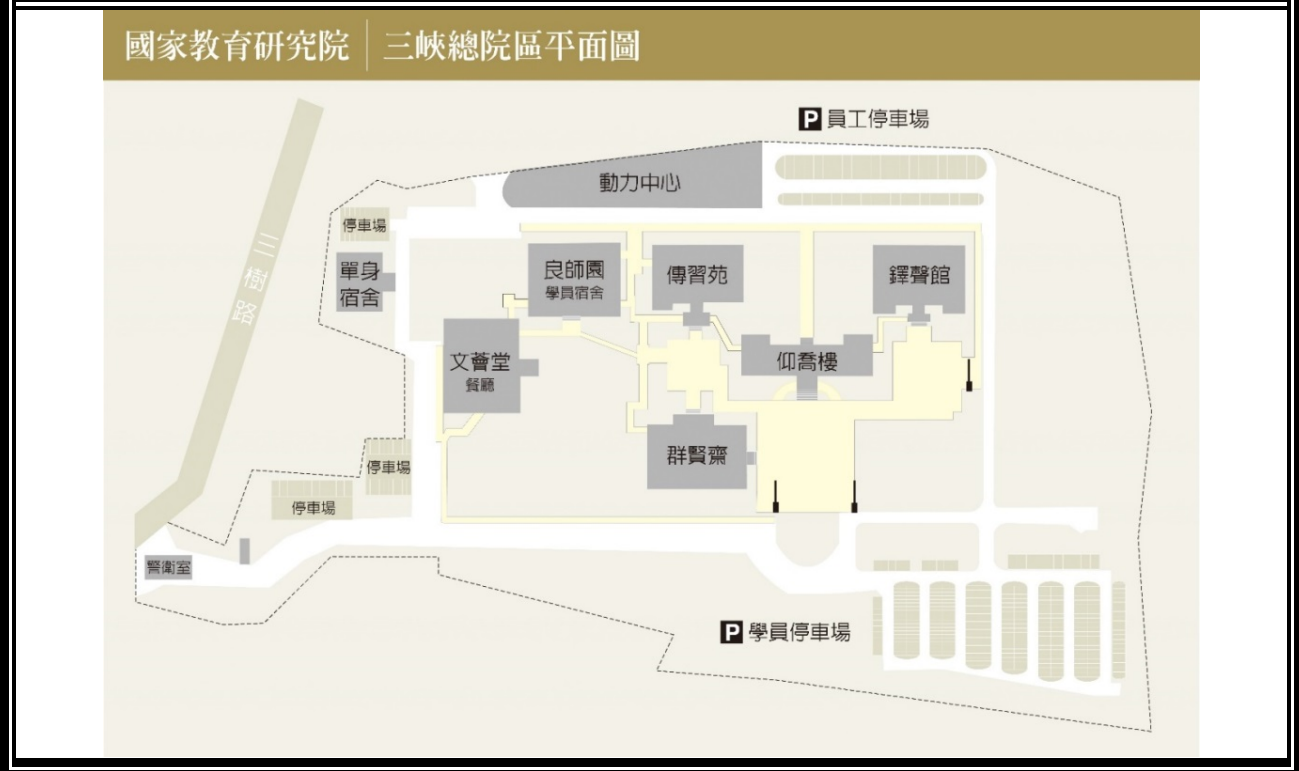 國家教育研究院│三峽總院區平面圖
P 員工停車場
動力中心
停車場
三樹路
單身
宿舍
良師園
學員宿舍
傳習苑
鐸聲館
文薈堂
餐廳
仰喬樓
群賢齋
停車場
停車場
警衛室
P 學員停車場